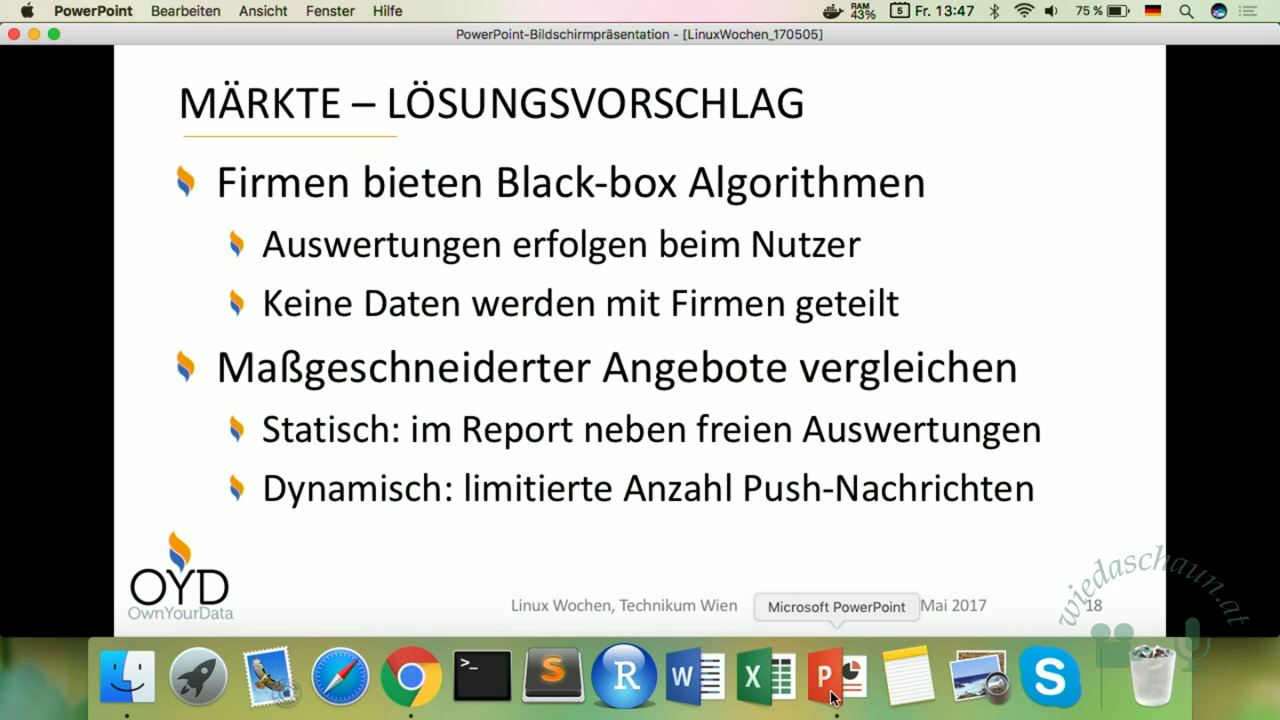 PowerPoint Bearbeiten Ansicht Fenster Hilfe RAM 43% 5 Fr. 13:47 75 %
PowerPoint-Bildschirmpräsentation - [LinuxWochen_170505]
MÄRKTE – LÖSUNGSVORSCHLAG
Firmen bieten Black-box Algorithmen
Auswertungen erfolgen beim Nutzer
Keine Daten werden mit Firmen geteilt
Maßgeschneiderter Angebote vergleichen
Statisch: im Report neben freien Auswertungen
Dynamisch: limitierte Anzahl Push-Nachrichten
OYD
OwnYourData
Linux Wochen, Technikum Wien
Microsoft PowerPoint
Mai 2017
18
wiedaschaun.at
>_
S
R
W
X
P
S